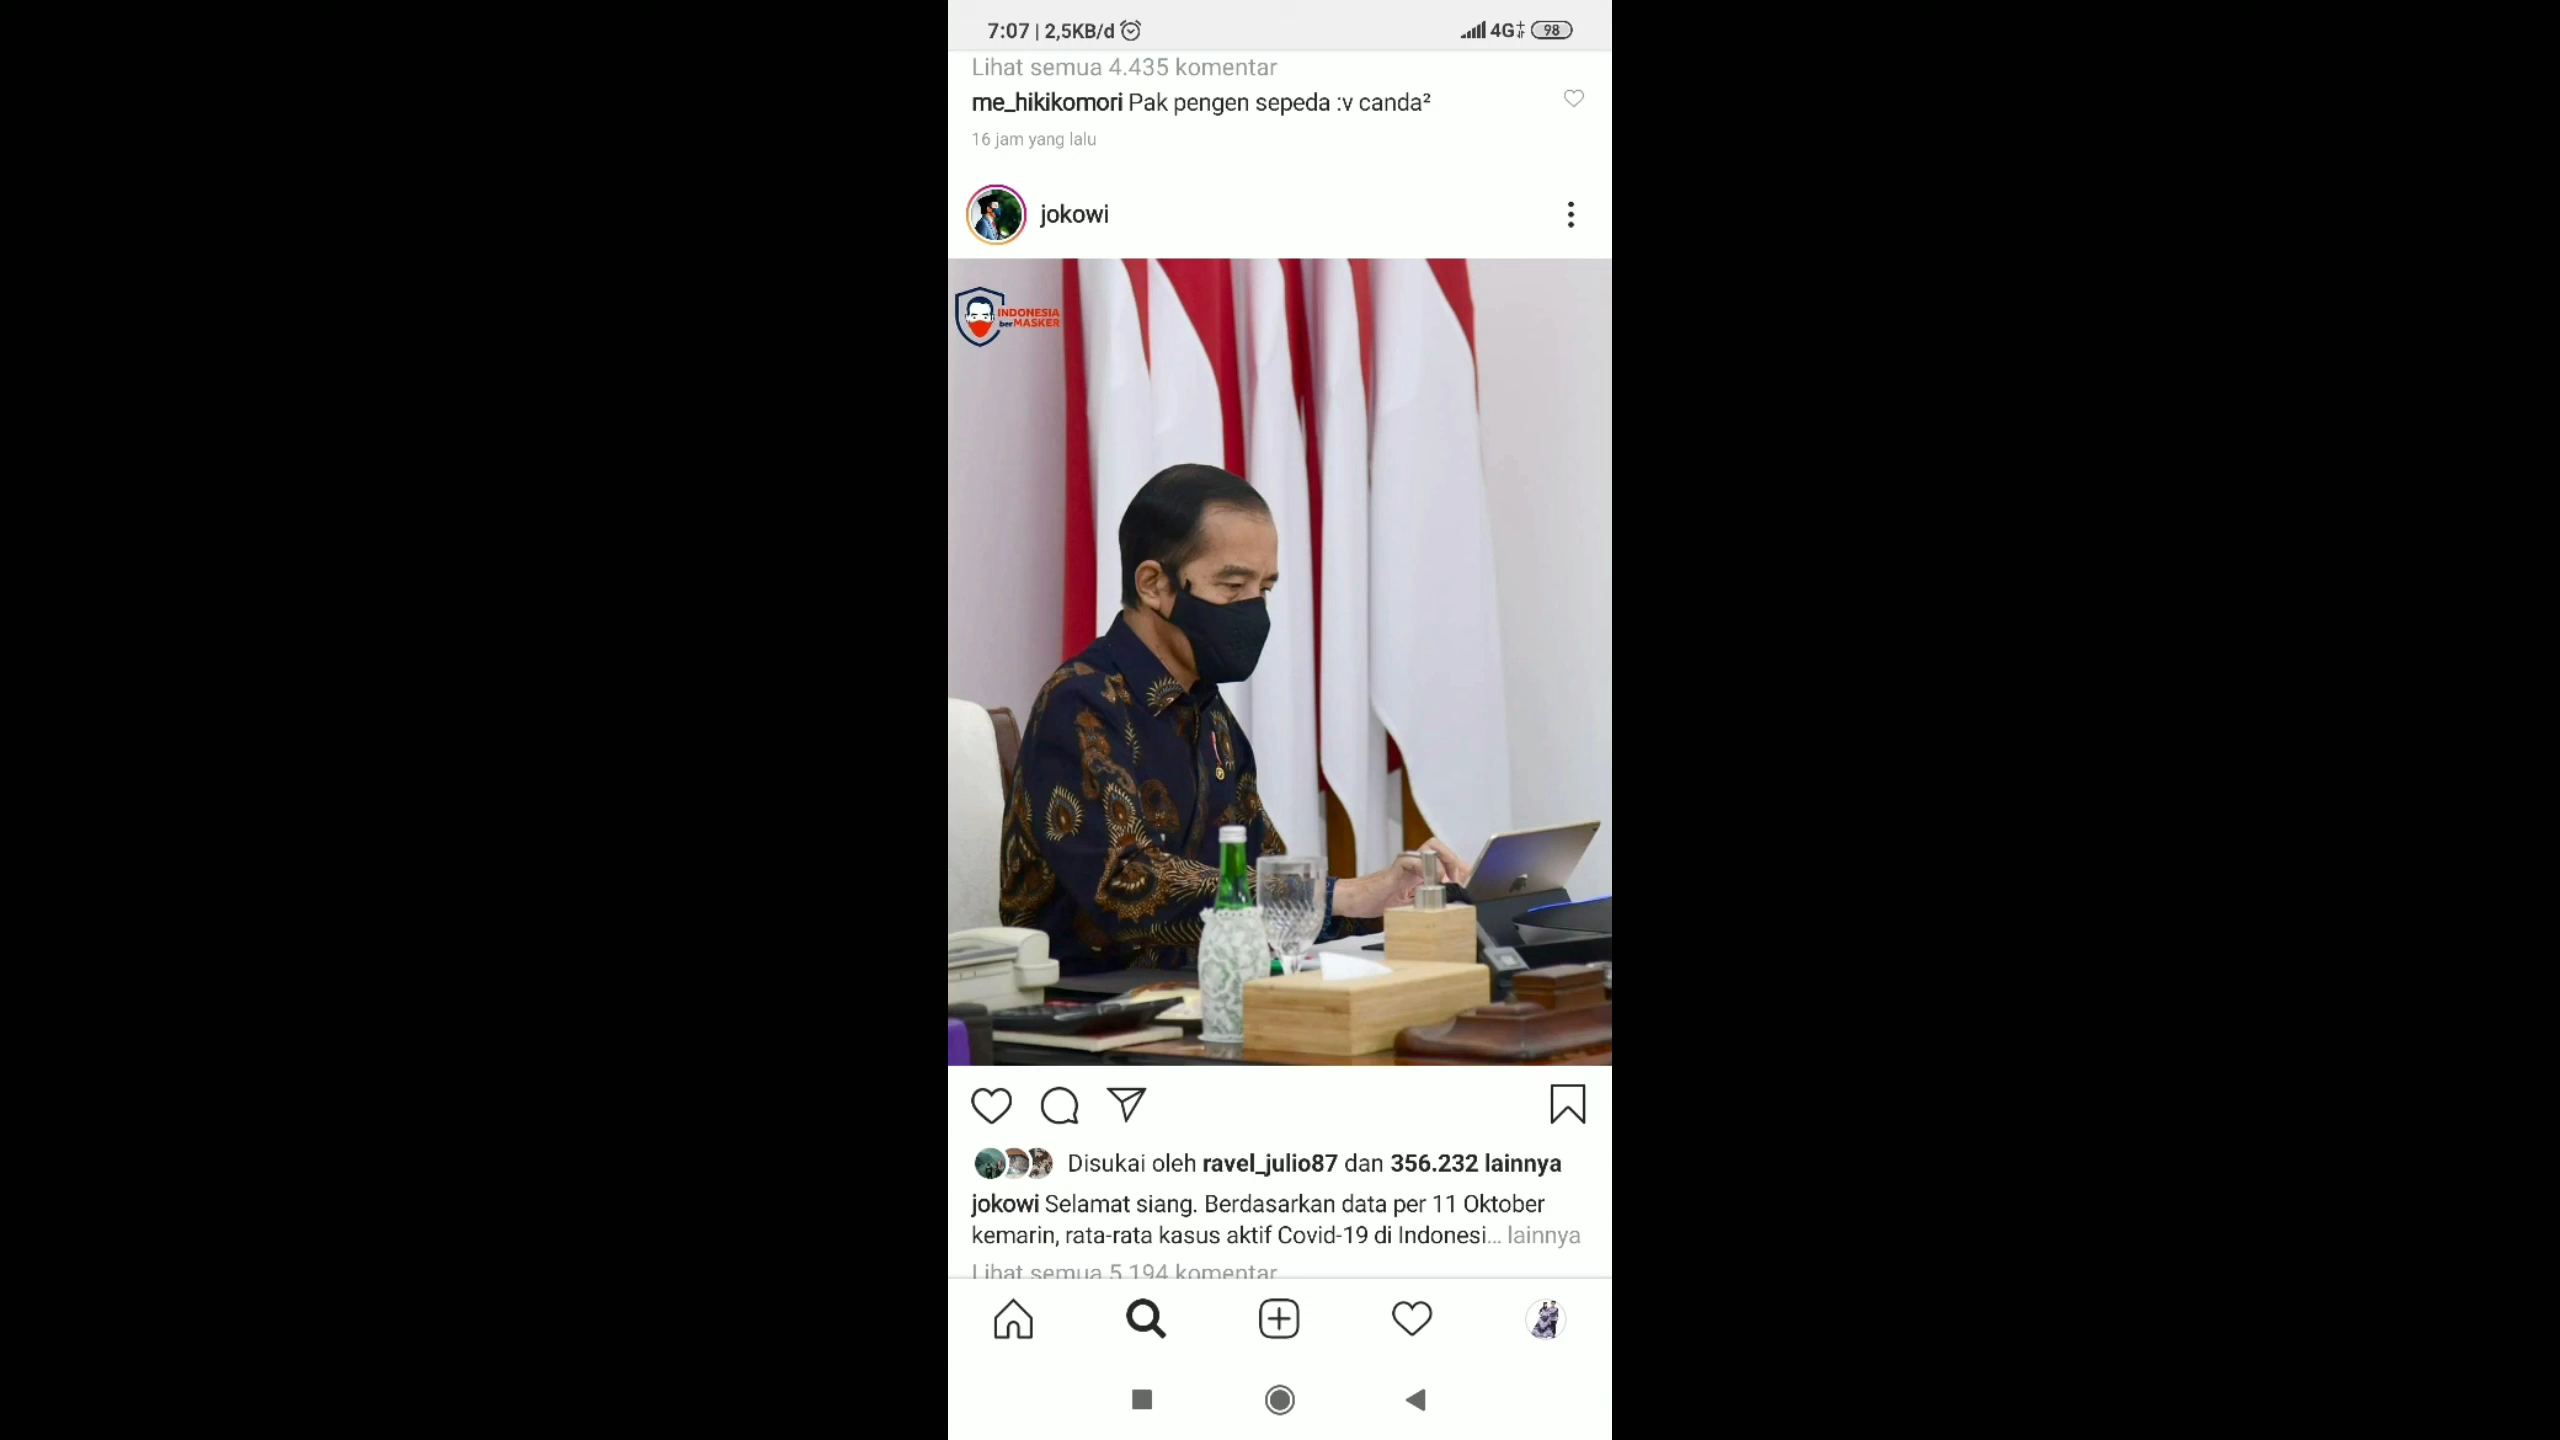 7:07 | 2,5KB/d
4G+
98
Lihat semua 4.435 komentar
me_hikikomori Pak pengen sepeda :v canda²
16 jam yang lalu
jokowi
INDONESIA
berMASKER
Disukai oleh ravel_julio87 dan 356.232 lainnya
jokowi Selamat siang. Berdasarkan data per 11 Oktober
kemarin, rata-rata kasus aktif Covid-19 di Indonesi... lainnya
Lihat semua 5.194 komentar